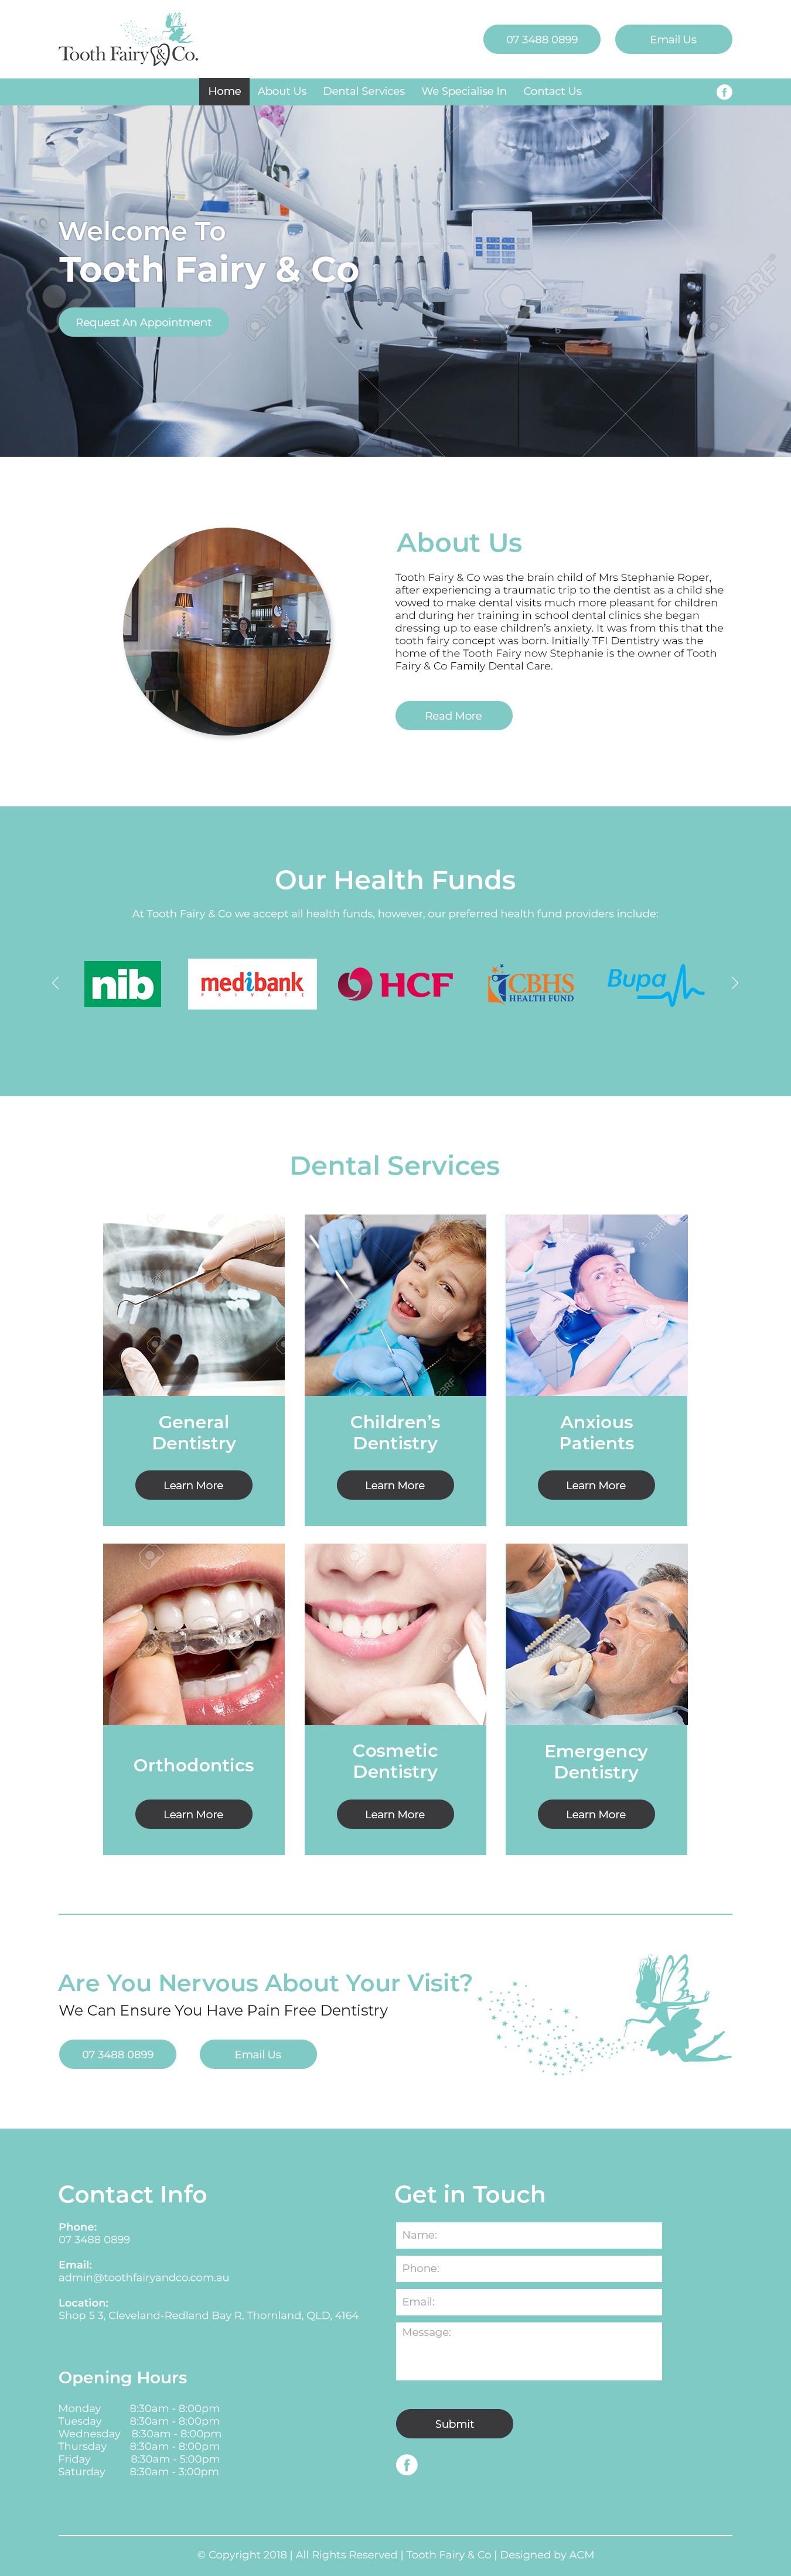 Tooth Fairy & Co.
07 3488 0899
Email Us
Home
About Us
Dental Services
We Specialise In
Contact Us
Welcome To
Tooth Fairy & Co
Request An Appointment
123RF
123RF
About Us
Tooth Fairy & Co was the brain child of Mrs Stephanie Roper,
after experiencing a traumatic trip to the dentist as a child she
vowed to make dental visits much more pleasant for children
and during her training in school dental clinics she began
dressing up to ease children's anxiety. It was from this that the
tooth fairy concept was born. Initially TFI Dentistry was the
home of the Tooth Fairy now Stephanie is the owner of Tooth
Fairy & Co Family Dental Care.
Read More
Our Health Funds
At Tooth Fairy & Co we accept all health funds, however, our preferred health fund providers include:
nib
medibank
PRIVATE
HCF
CBHS
HEALTH FUND
Bupa
Dental Services
General
Dentistry
Learn More
Children's
Dentistry
Learn More
Anxious
Patients
Learn More
Orthodontics
Learn More
Cosmetic
Dentistry
Learn More
Emergency
Dentistry
Learn More
Are You Nervous About Your Visit?
We Can Ensure You Have Pain Free Dentistry
07 3488 0899
Email Us
Contact Info
Phone:
07 3488 0899
Email:
admin@toothfairyandco.com.au
Location:
Shop 5 3, Cleveland-Redland Bay R, Thornland, QLD, 4164
Opening Hours
Monday 8:30am - 8:00pm
Tuesday 8:30am - 8:00pm
Wednesday 8:30am - 8:00pm
Thursday 8:30am - 8:00pm
Friday 8:30am - 5:00pm
Saturday 8:30am - 3:00pm
Get in Touch
Name:
Phone:
Email:
Message:
Submit
© Copyright 2018 | All Rights Reserved | Tooth Fairy & Co | Designed by ACM